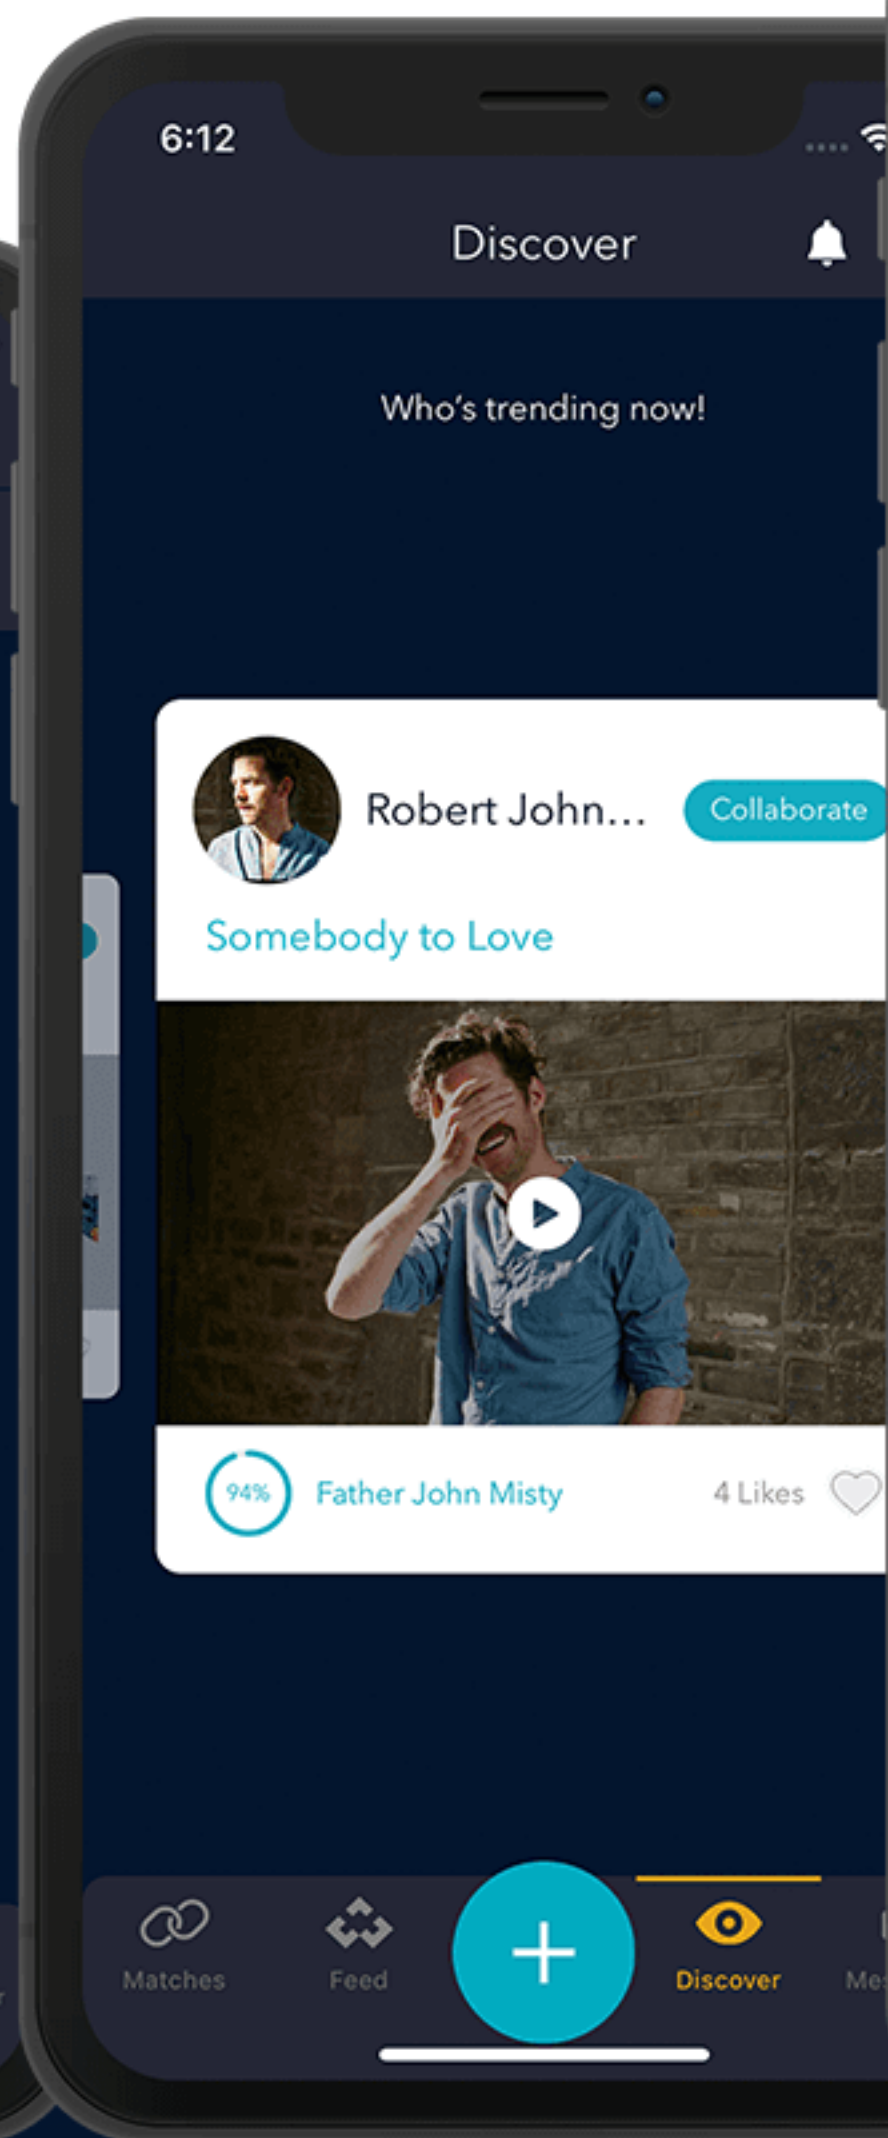 6:12
Discover
Who's trending now!
Robert John...
Collaborate
Somebody to Love
94%
Father John Misty
4 Likes
Matches
Feed
Discover